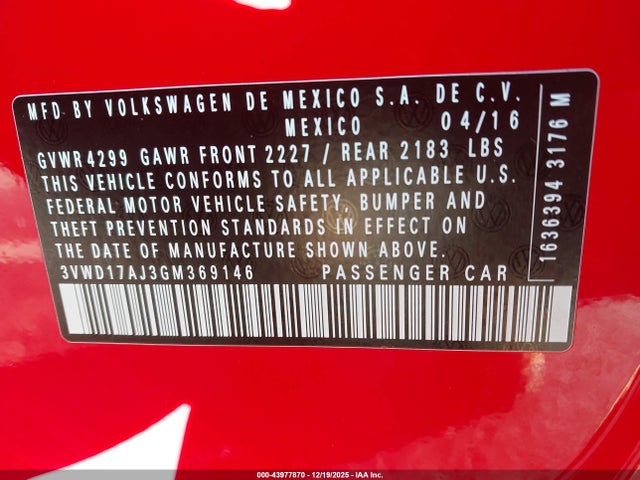 MFD BY VOLKSWAGEN DE MEXICO S.A. DE C.V.
MEXICO 04/16
GVWR 4299 GAWR FRONT 2227 / REAR 2183 LBS
THIS VEHICLE CONFORMS TO ALL APPLICABLE U.S.
FEDERAL MOTOR VEHICLE SAFETY, BUMPER AND
THEFT PREVENTION STANDARDS IN EFFECT ON
THE DATE OF MANUFACTURE SHOWN ABOVE
3VWD17AJ3GM369146 PASSENGER CAR
1636394 3176 M
000-43977870 - 12/19/2025 - IAA Inc.